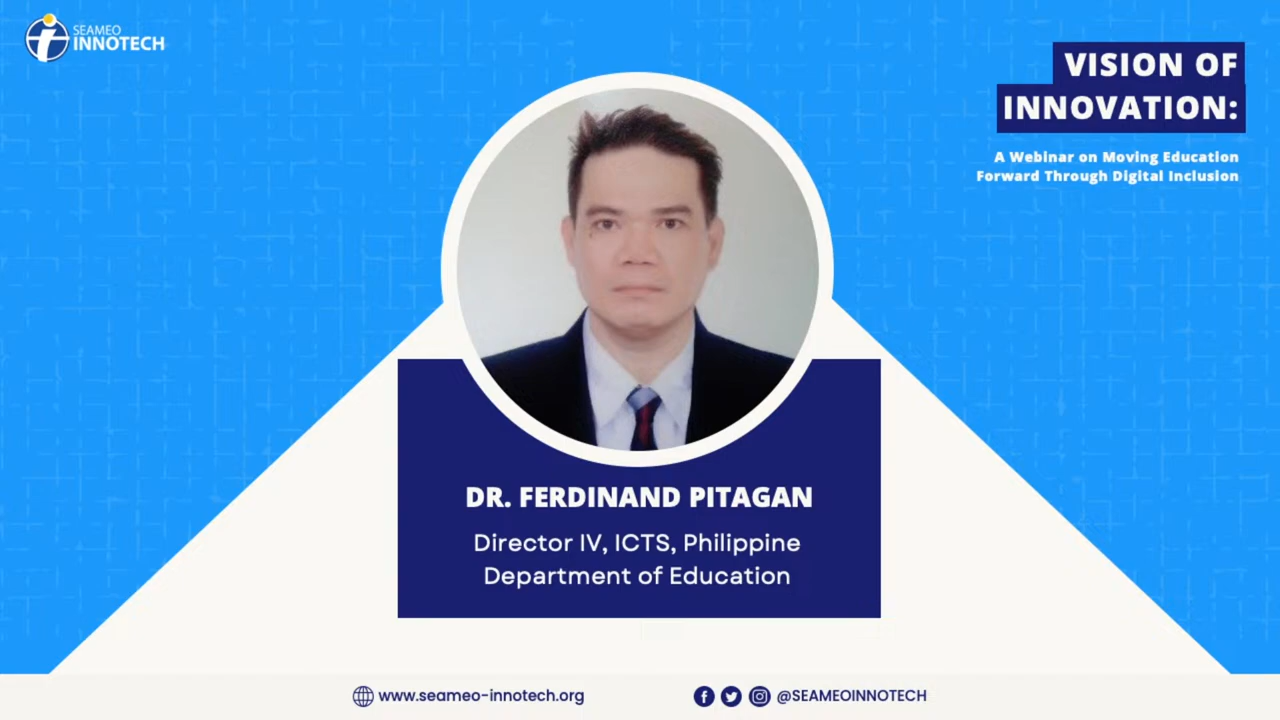 SEAMEO
INNOTECH
VISION OF
INNOVATION:
A Webinar on Moving Education
Forward Through Digital Inclusion
DR. FERDINAND PITAGAN
Director IV, ICTS, Philippine
Department of Education
www.seameo-innotech.org
@SEAMEOINNOTECH